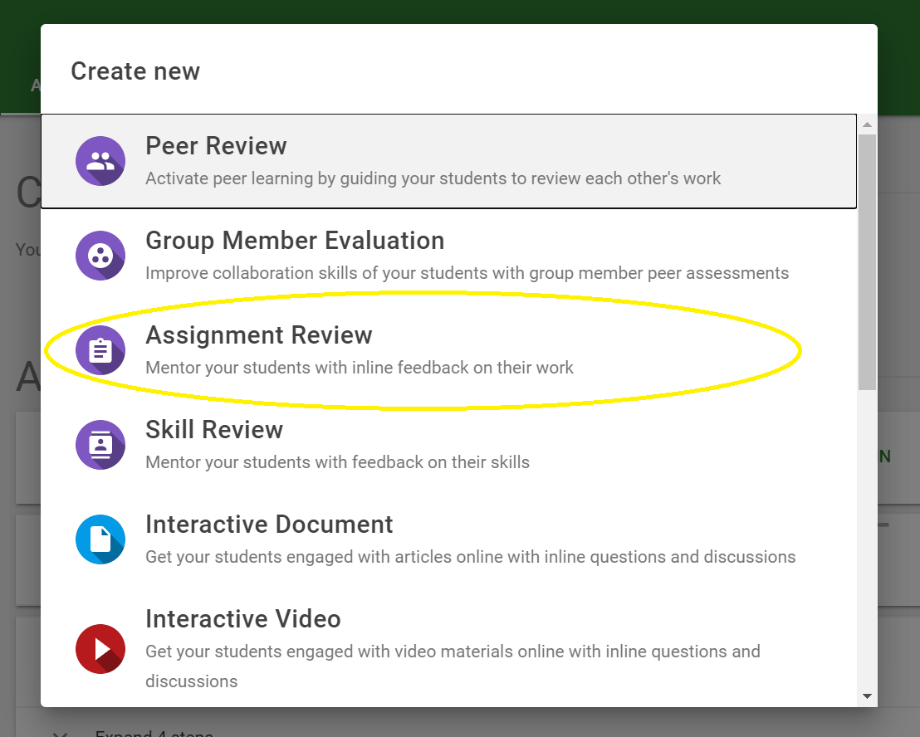 Create new
Peer Review
Activate peer learning by guiding your students to review each other's work
Group Member Evaluation
Improve collaboration skills of your students with group member peer assessments
Assignment Review
Mentor your students with inline feedback on their work
Skill Review
Mentor your students with feedback on their skills
Interactive Document
Get your students engaged with articles online with inline questions and discussions
Interactive Video
Get your students engaged with video materials online with inline questions and
discussions